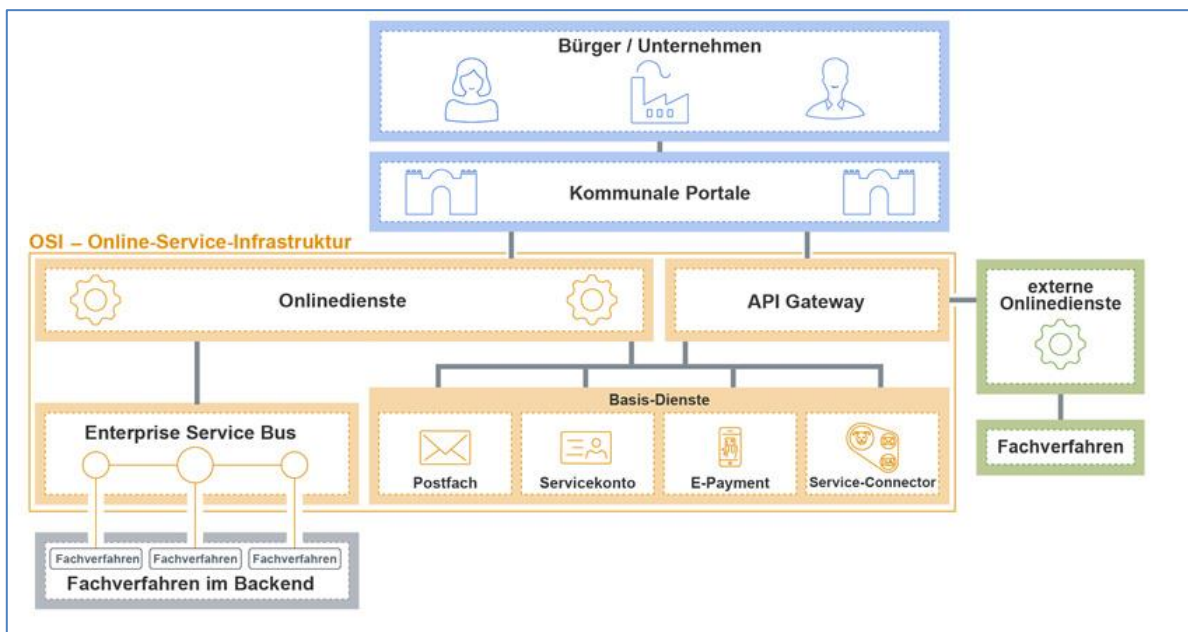 Bürger / Unternehmen
Kommunale Portale
OSI – Online-Service-Infrastruktur
Onlinedienste
API Gateway
externe
Onlinedienste
Enterprise Service Bus
Basis-Dienste
Postfach
Servicekonto
E-Payment
Service-Connector
Fachverfahren
Fachverfahren
Fachverfahren
Fachverfahren
Fachverfahren im Backend